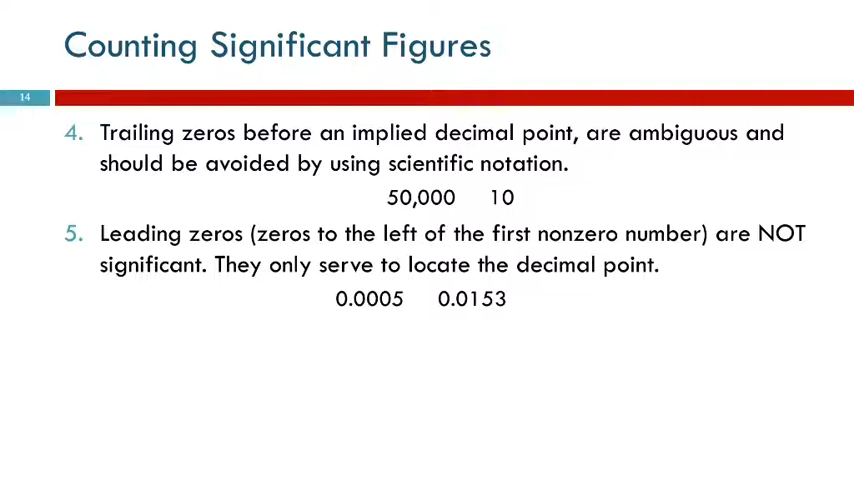 Counting Significant Figures
14
4. Trailing zeros before an implied decimal point, are ambiguous and
should be avoided by using scientific notation.
50,000 10
5. Leading zeros (zeros to the left of the first nonzero number) are NOT
significant. They only serve to locate the decimal point.
0.0005 0.0153